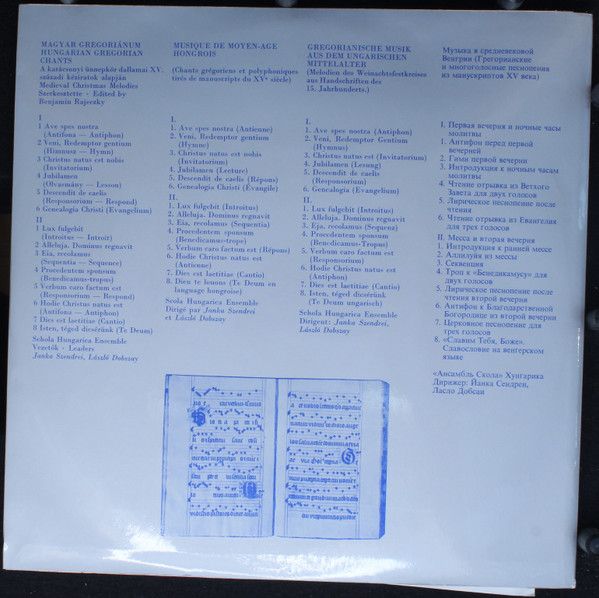 MAGYAR GREGORIÁNUM
HUNGARIAN GREGORIAN
CHANTS
A karácsonyi ünnepkör dallamai XV.
századi kéziratok alapján
Medieval Christmas Melodies
Szerkesztette - Edited by
Benjamin Rajeczky
I
1 Ave spes nostra
(Antifona — Antiphon)
2 Veni, Redemptor gentium
(Himnusz — Hymn)
3 Christus natus est nobis
(Invitatorium)
4 Jubilamen
(Olvasmány — Lesson)
5 Descendit de caelis
(Responsorium — Respond)
6 Genealogia Christi (Evangelium)
II
1 Lux fulgebit
(Introitus — Introit)
2 Alleluja. Dominus regnavit
3 Eia, recolamus
(Sequentia — Sequence)
4 Procedentem sponsum
(Benedicamus-tropus)
5 Verbum caro factum est
(Responsorium — Respond)
6 Hodie Christus natus est
(Antifona — Antiphon)
7 Dies est laetitiae (Cantio)
8 Isten, téged dicsérünk (Te Deum)
Schola Hungarica Ensemble
Vezetők - Leaders
Janka Szendrei, László Dobszay
MUSIQUE DE MOYEN-AGE
HONGROIS
(Chants grégoriens et polyphoniques
tirés de manuscripts du XVe siècle)
I
1. Ave spes nostra (Antienne)
2. Veni, Redemptor gentium
(Hymne)
3. Christus natus est nobis
(Invitatorium)
4. Jubilamen (Lecture)
5. Descendit de caelis (Répons)
6. Genealogia Christi (Évangile)
II.
1. Lux fulgebit (Introitus)
2. Alleluja. Dominus regnavit
3. Eia, recolamus (Sequentia)
4. Procedentem sponsum
(Benedicamus-trope)
5. Verbum caro factum est (Répons)
6. Hodie Christus natus est
(Antienne)
7. Dies est laetitiae (Cantio)
8. Dieu te louons (Te Deum en
language hongroise)
Scola Hungarica Ensemble
Dirigé par Janka Szendrei
et László Dobszay
GREGORIANISCHE MUSIK
AUS DEM UNGARISCHEN
MITTELALTER
(Melodien des Weinachtsfestkreises
aus Handschriften des
15. Jahrhunderts.)
I.
1. Ave spes nostra (Antiphon)
2. Veni, Redemptor gentium
(Hymnus)
3. Christus natus est (Invitatorium)
4. Jubilamen (Lesung)
5. Descendit de caelis
(Responsorium)
6. Genealogia (Evangelium)
II.
1. Lux fulgebit (Introitus)
2. Alleluja. Dominus regnavit
3. Eja, recolamus (Sequenz)
4. Procedentem sponsum
(Benedicamus-Tropus)
5. Verbum caro factum est
(Responsorium)
6. Hodie Christus natus est
(Antiphon)
7. Dies est laetitiae (Cantio)
8. Isten, téged dicsérünk
(Te Deum ungarisch)
Schola Hungarica Ensemble
Dirigent: Janka Szendrei,
László Dobszay
Музыка в средневековой
Венгрии (Грегорианские
и многоголосные песнопения
из манускриптов XV века)
I. Первая вечерня и ночные часы
молитвы
1. Антифон перед первой
вечерней
2. Гимн первой вечерни
3. Интродукция к ночным часам
молитвы
4. Чтение отрывка из Ветхого
Завета для двух голосов
5. Лирическое песнопение после
чтения
6. Чтение отрывка из Евангелия
для трех голосов
II. Месса и вторая вечерня
1. Интродукция к ранней мессе
2. Аллилуйя из мессы
3. Секвенция
4. Троп к «Бенедикамусу» для
двух голосов
5. Лирическое песнопение после
чтения второй вечерни
6. Антифон к Благодарственной
Богородице из второй вечерни
7. Церковное песнопение для
трех голосов
8. «Славим Тебя, Боже».
Славословие на венгерском
языке
«Ансамбль Скола» Хунгарика
Дирижер: Йанка Сендреи,
Ласло Добсаи